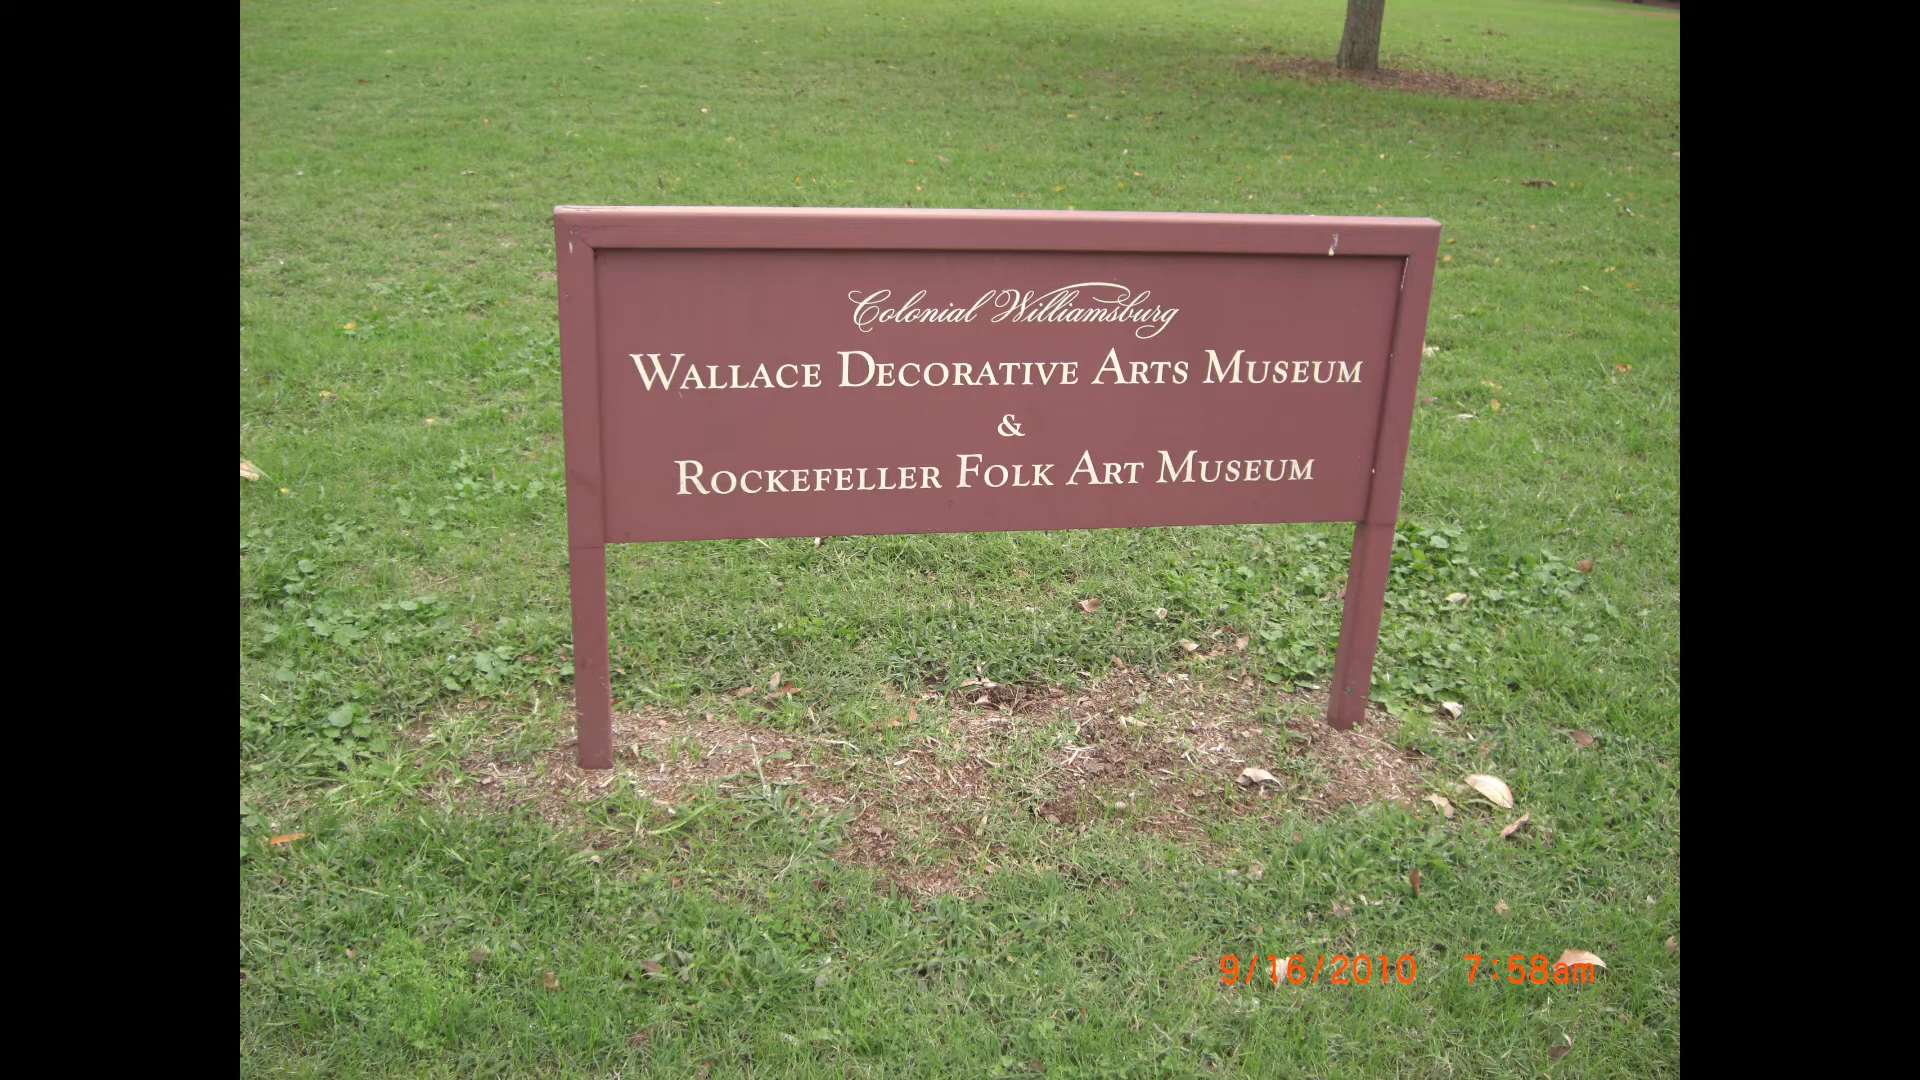 Colonial Williamsburg
WALLACE DECORATIVE ARTS MUSEUM
&
ROCKEFELLER FOLK ART MUSEUM
9/16/2010 7:58am